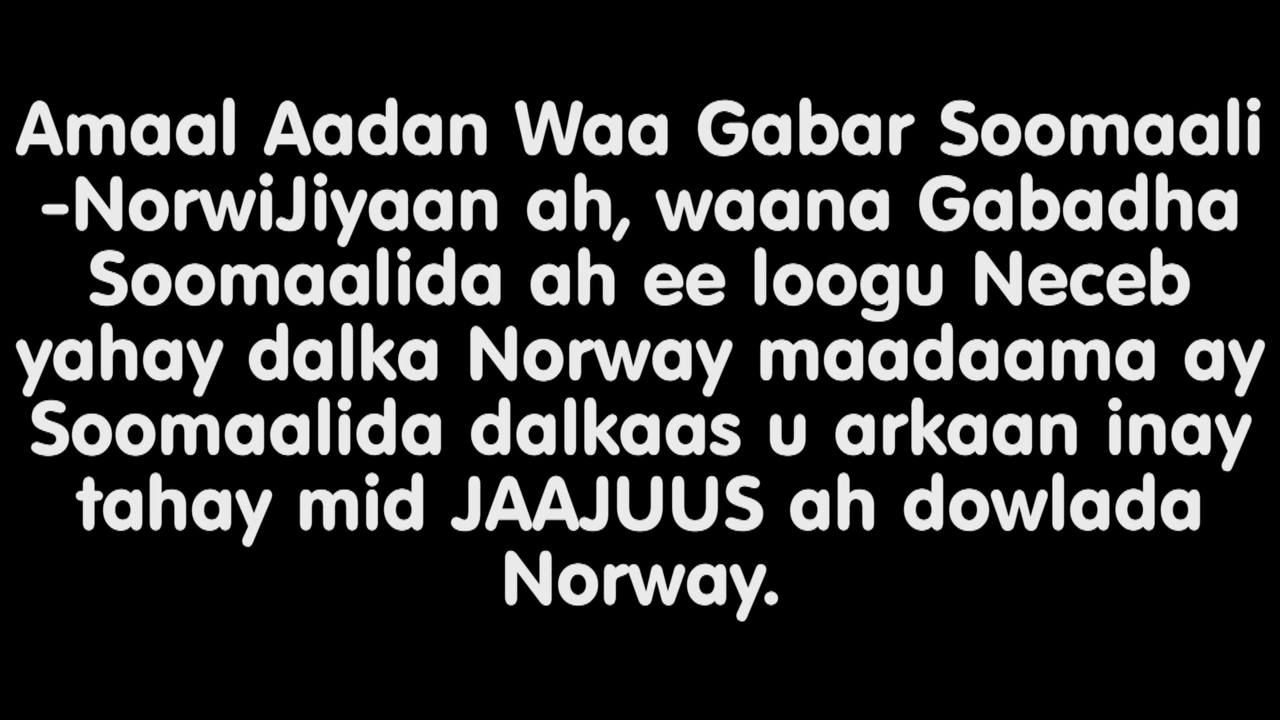 Amaal Aadan Waa Gabar Soomaali
-NorwiJiyaan ah, waana Gabadha
Soomaalida ah ee loogu Neceb
yahay dalka Norway maadaama ay
Soomaalida dalkaas u arkaan inay
tahay mid JAAJUUS ah dowlada
Norway.